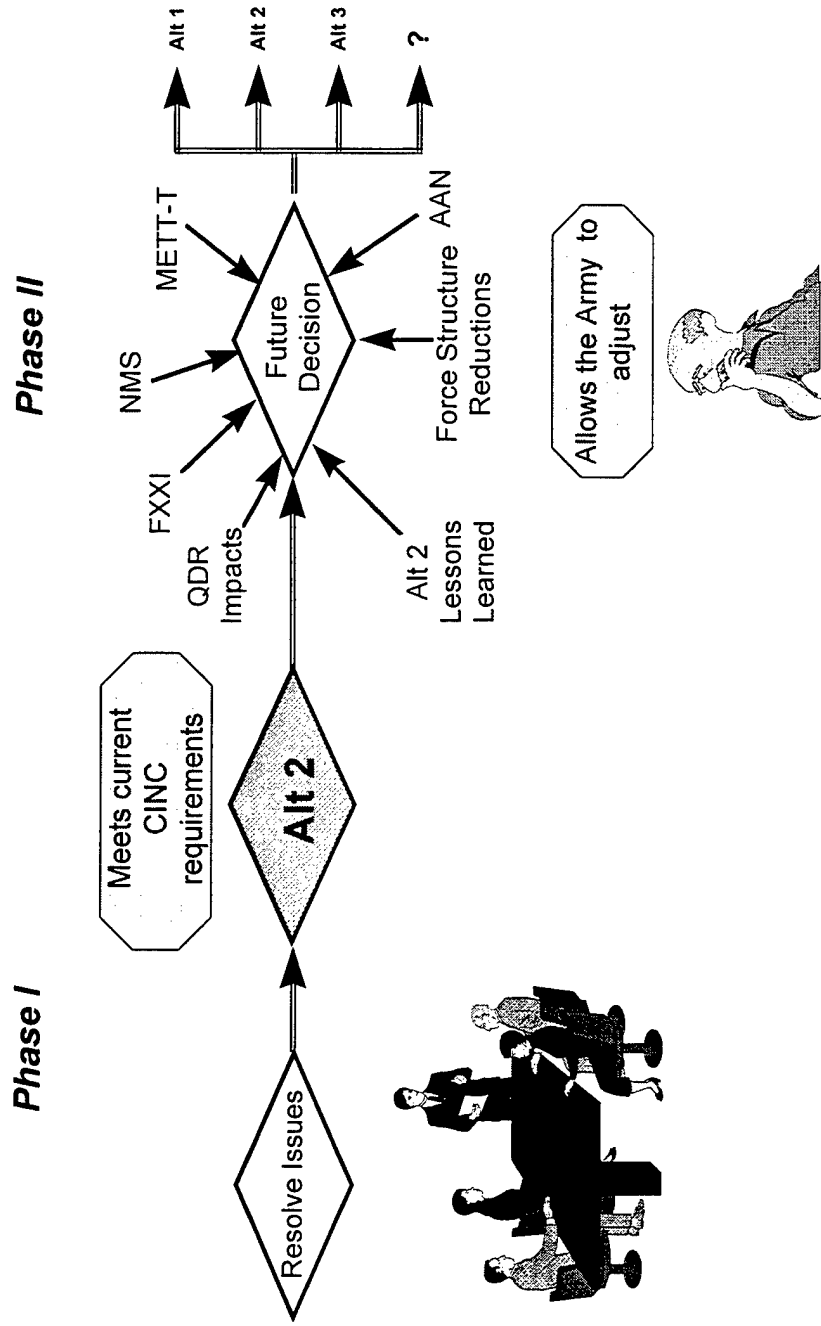 Phase I
Phase II
Resolve Issues
Meets current
CINC
requirements
Alt 2
QDR
Impacts
FXXI
NMS
METT-T
Future
Decision
Alt 2
Lessons
Learned
Force Structure
Reductions
AAN
Alt 1
Alt 2
Alt 3
?
Allows the Army to
adjust